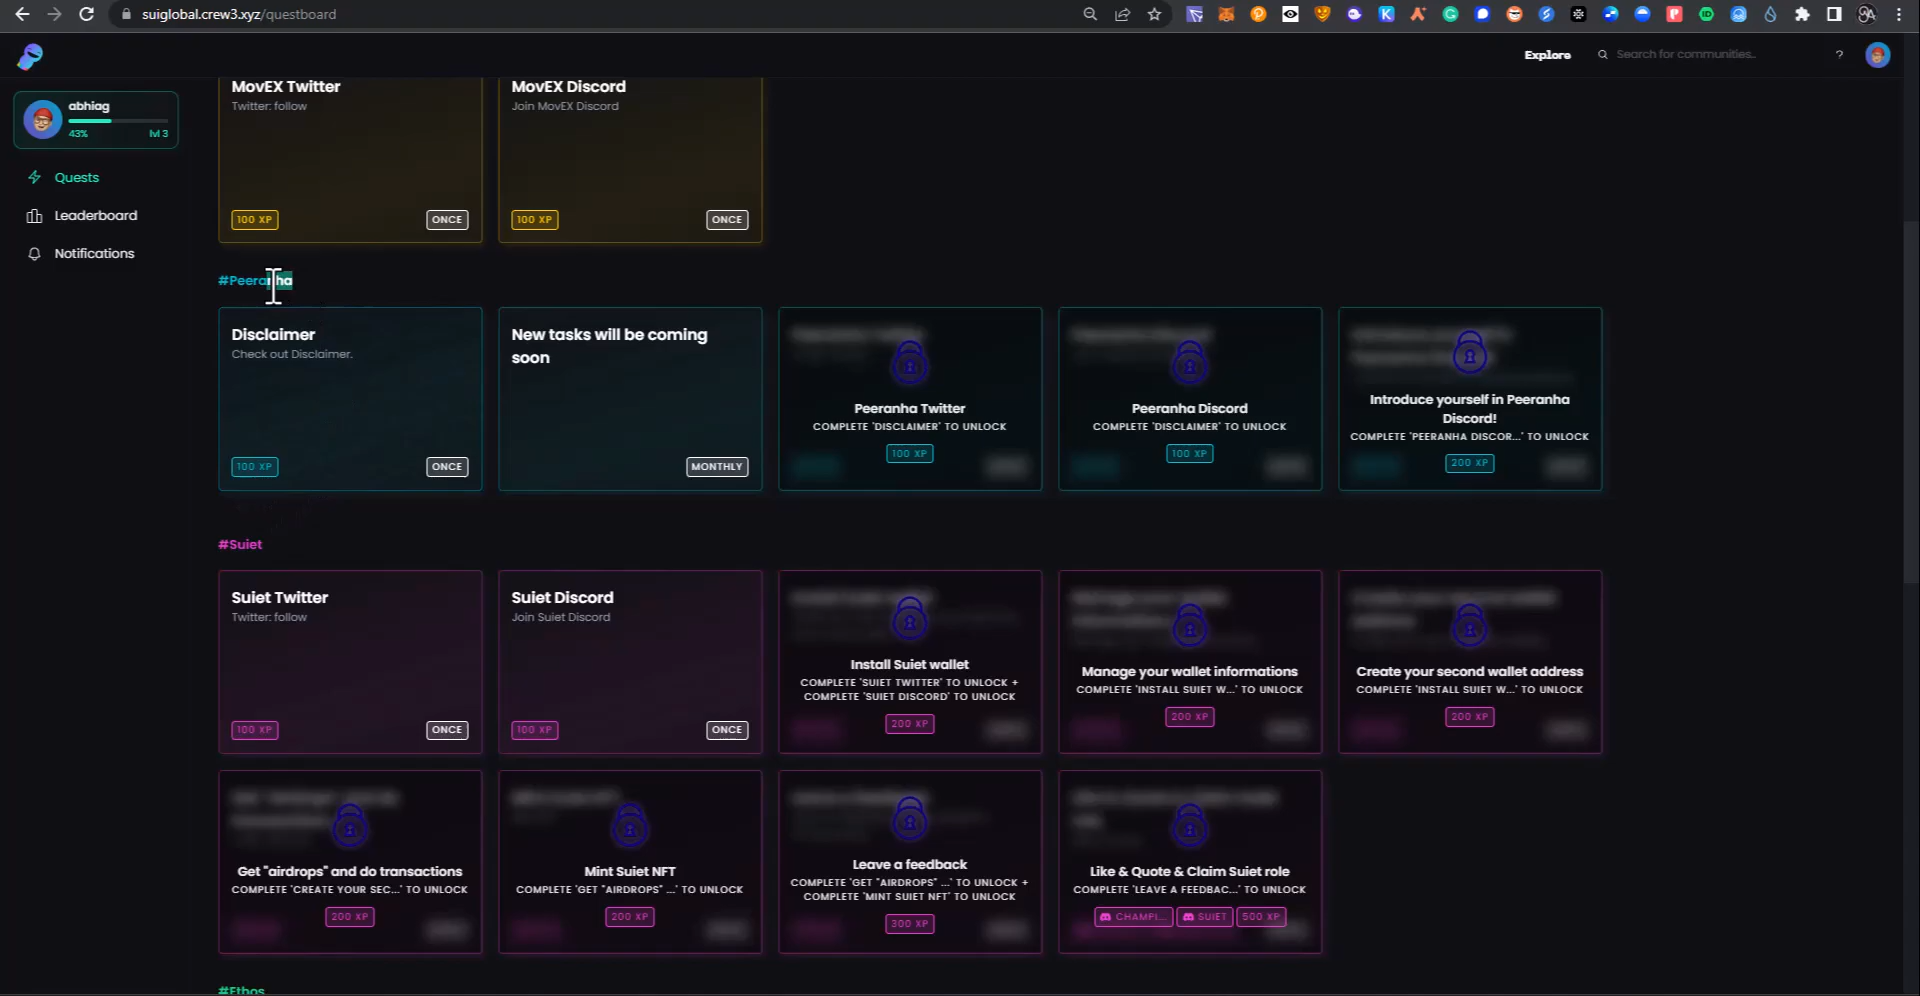 suiglobal.crew3.xyz/questboard
Explore
Search for communities..
?
abhiag
43%
lvl 3
Quests
Leaderboard
Notifications
MovEX Twitter
Twitter: follow
100 XP
ONCE
MovEX Discord
Join MovEX Discord
100 XP
ONCE
#Peeranha
Disclaimer
Check out Disclaimer.
100 XP
ONCE
New tasks will be coming
soon
MONTHLY
Peeranha Twitter
COMPLETE 'DISCLAIMER' TO UNLOCK
100 XP
Peeranha Discord
COMPLETE 'DISCLAIMER' TO UNLOCK
100 XP
Introduce yourself in Peeranha
Discord!
COMPLETE 'PEERANHA DISCOR...' TO UNLOCK
200 XP
#Suiet
Suiet Twitter
Twitter: follow
100 XP
ONCE
Suiet Discord
Join Suiet Discord
100 XP
ONCE
Install Suiet wallet
COMPLETE 'SUIET TWITTER' TO UNLOCK +
COMPLETE 'SUIET DISCORD' TO UNLOCK
200 XP
Manage your wallet informations
COMPLETE 'INSTALL SUIET W...' TO UNLOCK
200 XP
Create your second wallet address
COMPLETE 'INSTALL SUIET W...' TO UNLOCK
200 XP
Get "airdrops" and do transactions
COMPLETE 'CREATE YOUR SEC...' TO UNLOCK
200 XP
Mint Suiet NFT
COMPLETE 'GET "AIRDROPS" ...' TO UNLOCK
200 XP
Leave a feedback
COMPLETE 'GET "AIRDROPS" ...' TO UNLOCK +
COMPLETE 'MINT SUIET NFT' TO UNLOCK
300 XP
Like & Quote & Claim Suiet role
COMPLETE 'LEAVE A FEEDBAC...' TO UNLOCK
CHAMPI... SUIET 500 XP
#Ethos